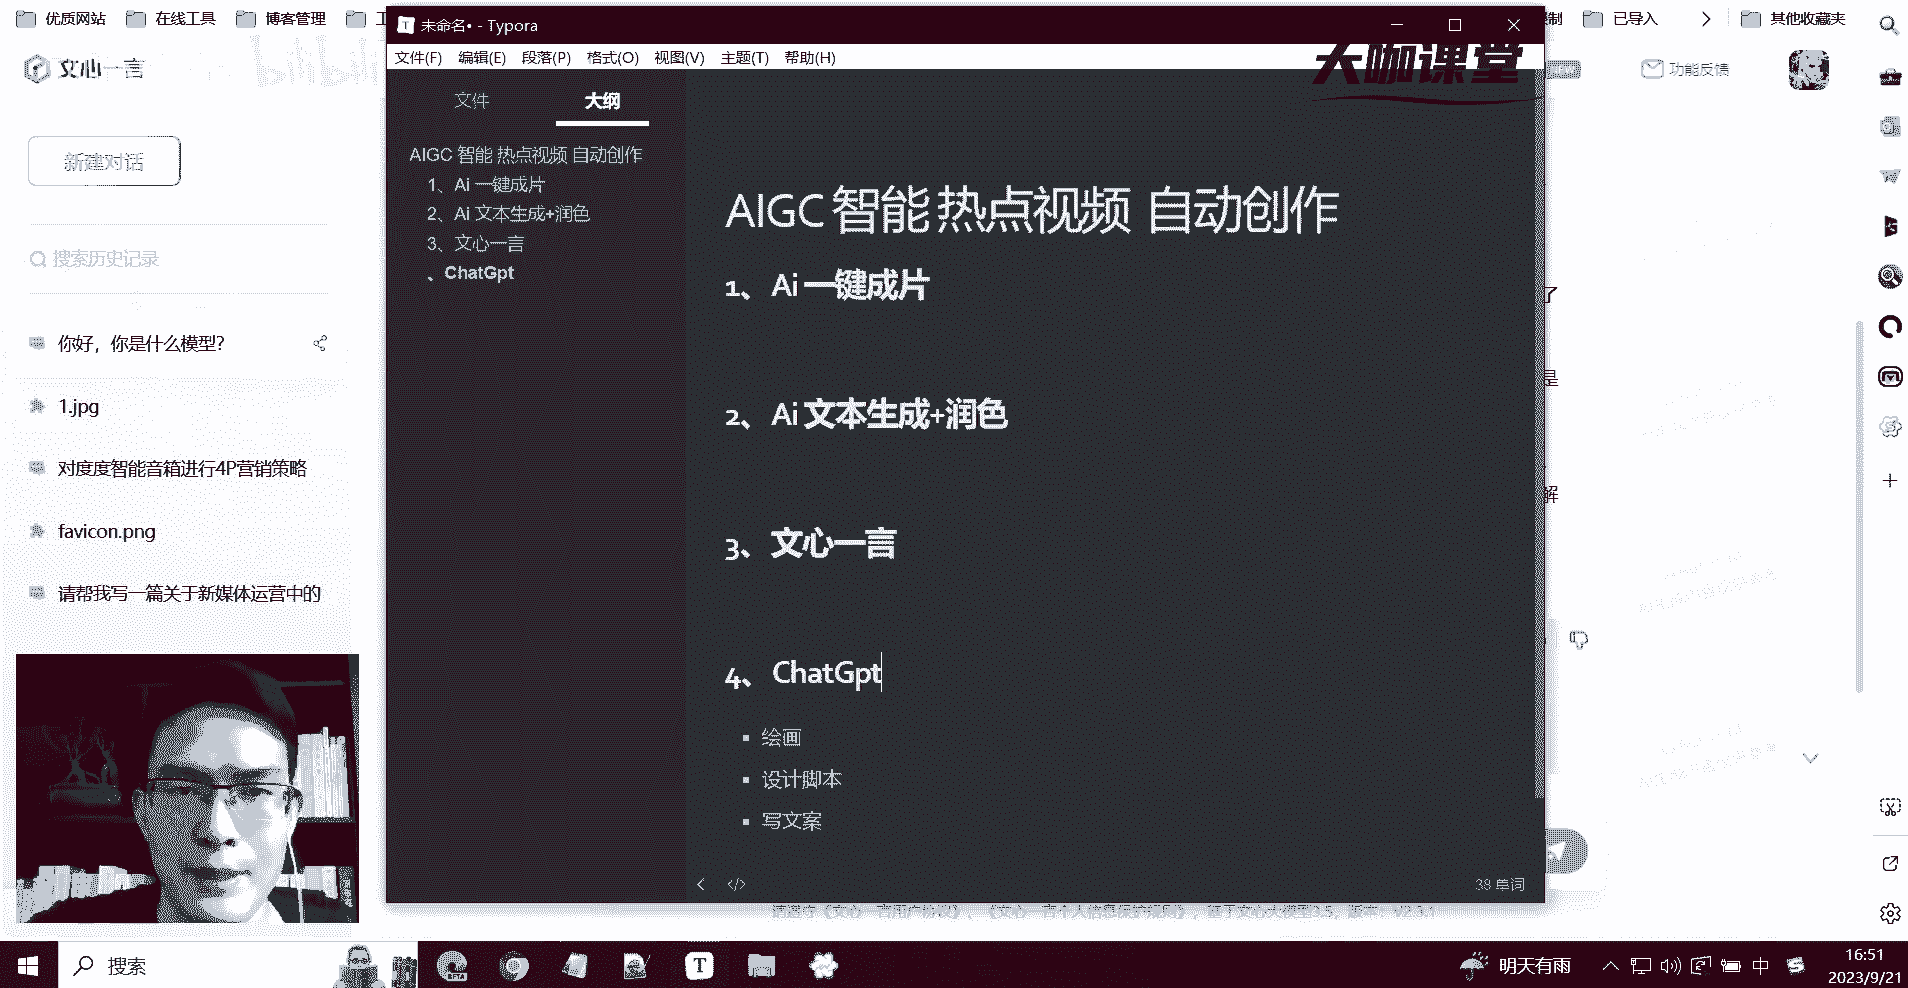 优质网站 在线工具 博客管理
已导入 其他收藏夹
未命名• - Typora
文件(F) 编辑(E) 段落(P) 格式(O) 视图(V) 主题(T) 帮助(H)
大咖课堂
bilibili
文心一言
功能反馈
新建对话
搜索历史记录
你好，你是什么模型?
1.jpg
对度度智能音箱进行4P营销策略
favicon.png
请帮我写一篇关于新媒体运营中的
文件 大纲
AIGC 智能 热点视频 自动创作
1、Ai 一键成片
2、Ai 文本生成+润色
3、文心一言
、ChatGpt
AIGC 智能 热点视频 自动创作
1、 Ai 一键成片
2、 Ai 文本生成+润色
3、 文心一言
4、 ChatGpt
绘画
设计脚本
写文案
38 单词
了
是
解
搜索
BETA
明天有雨
中
16:51
2023/9/21